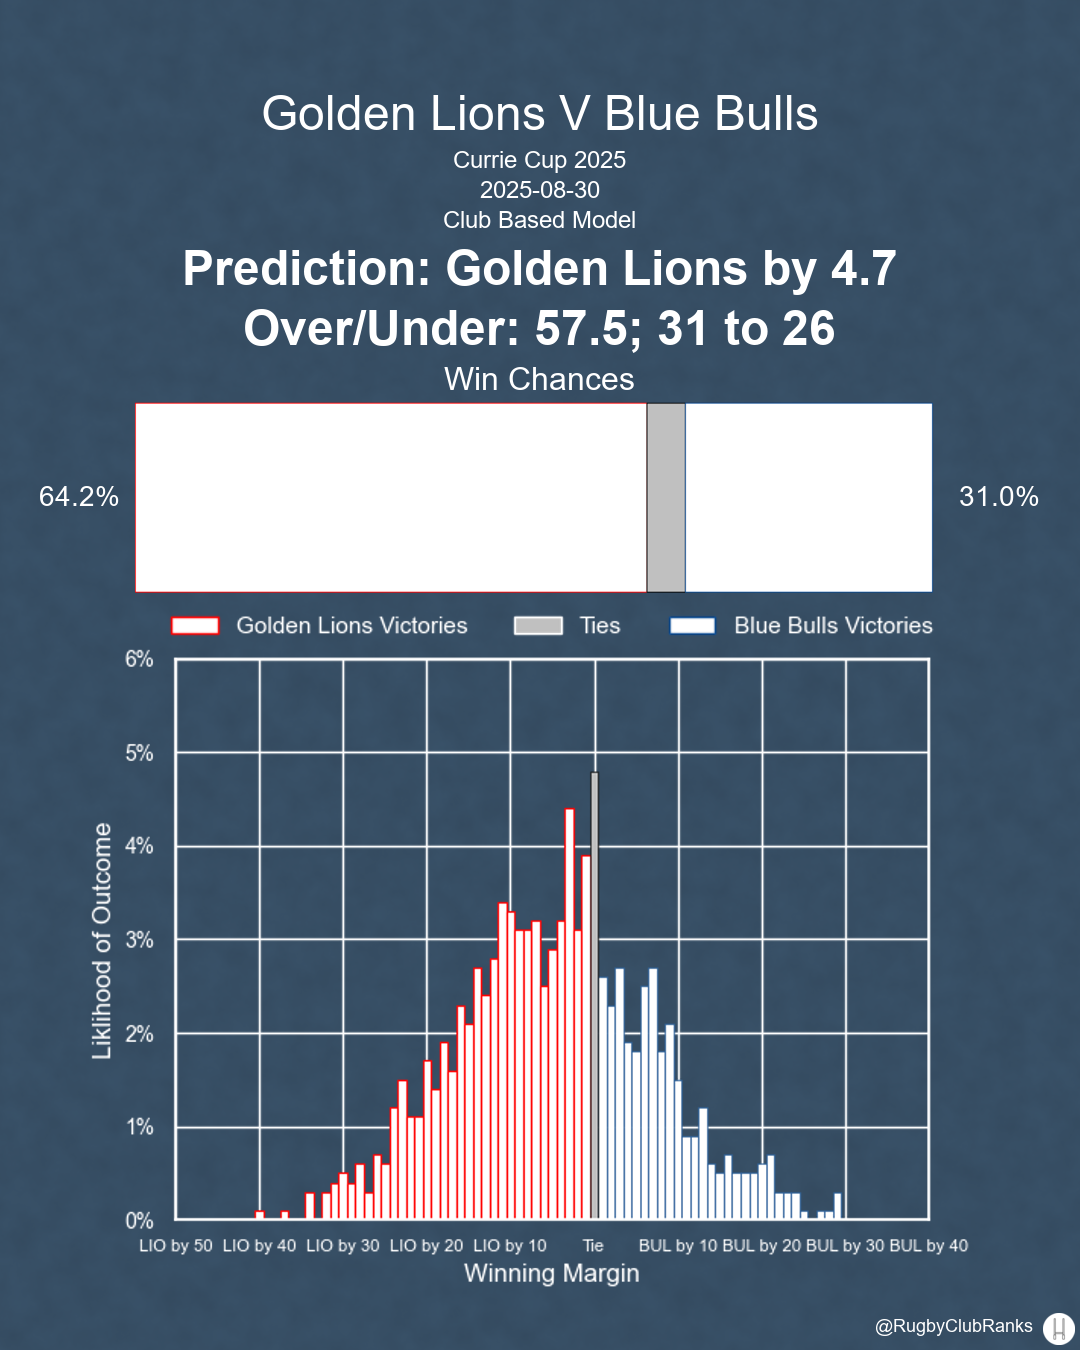 Golden Lions V Blue Bulls
Currie Cup 2025
2025-08-30
Club Based Model
Prediction: Golden Lions by 4.7
Over/Under: 57.5; 31 to 26
Win Chances
64.2%
31.0%
Golden Lions Victories Ties Blue Bulls Victories
6%
5%
4%
3%
2%
1%
0%
Liklihood of Outcome
LIO by 50 LIO by 40 LIO by 30 LIO by 20 LIO by 10 Tie BUL by 10 BUL by 20 BUL by 30 BUL by 40
Winning Margin
@RugbyClubRanks